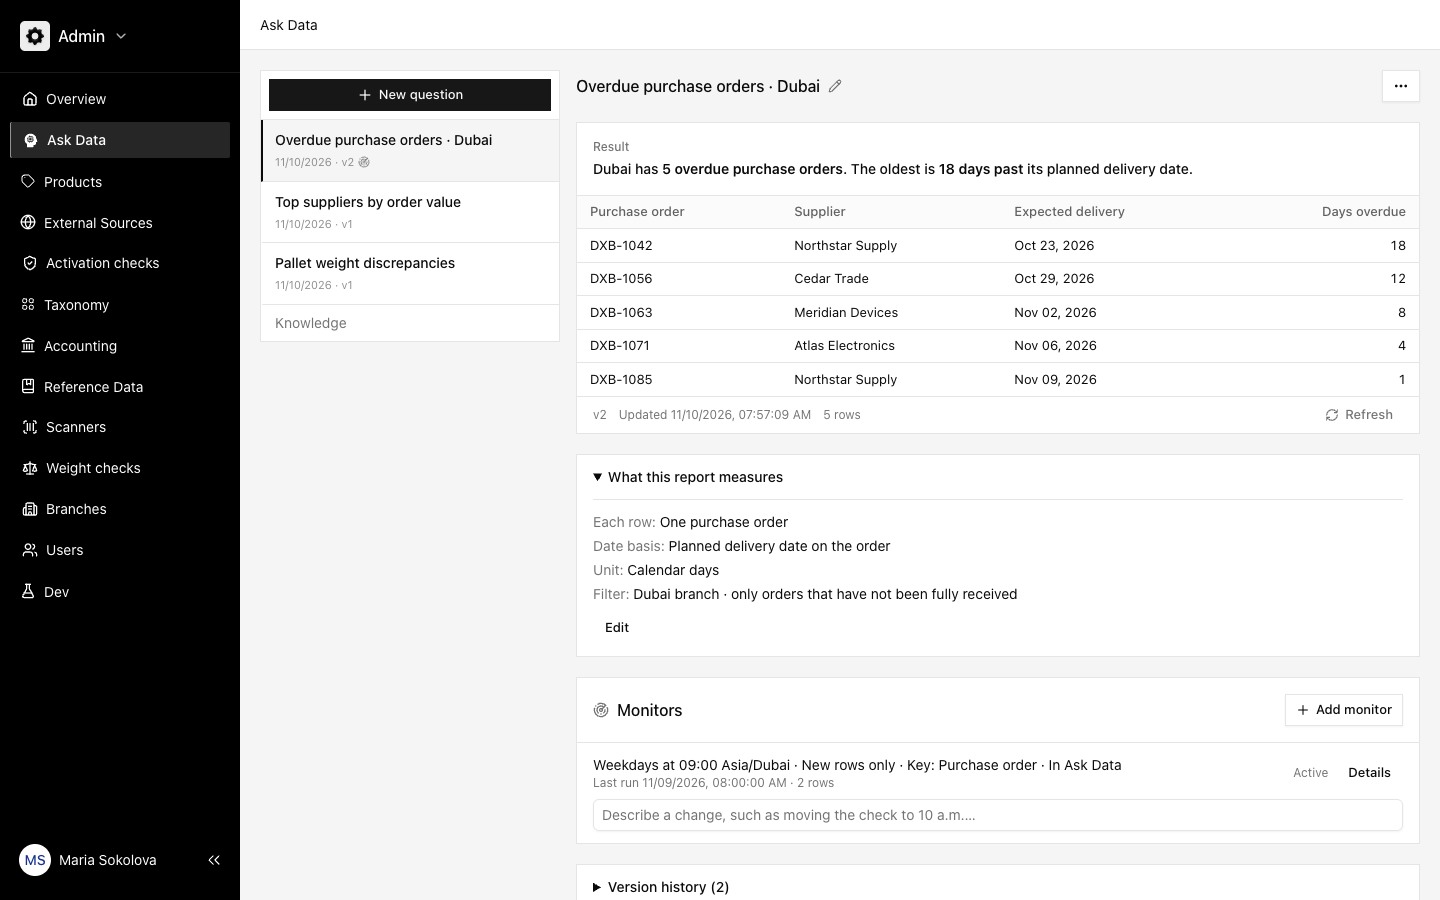 Admin
Overview
Ask Data
Products
External Sources
Activation checks
Taxonomy
Accounting
Reference Data
Scanners
Weight checks
Branches
Users
Dev
MS Maria Sokolova
Ask Data
New question
Overdue purchase orders · Dubai
11/10/2026 · v2
Top suppliers by order value
11/10/2026 · v1
Pallet weight discrepancies
11/10/2026 · v1
Knowledge
Overdue purchase orders · Dubai
Result
Dubai has 5 overdue purchase orders. The oldest is 18 days past its planned delivery date.
Purchase order Supplier Expected delivery Days overdue
DXB-1042 Northstar Supply Oct 23, 2026 18
DXB-1056 Cedar Trade Oct 29, 2026 12
DXB-1063 Meridian Devices Nov 02, 2026 8
DXB-1071 Atlas Electronics Nov 06, 2026 4
DXB-1085 Northstar Supply Nov 09, 2026 1
v2 Updated 11/10/2026, 07:57:09 AM 5 rows Refresh
What this report measures
Each row: One purchase order
Date basis: Planned delivery date on the order
Unit: Calendar days
Filter: Dubai branch · only orders that have not been fully received
Edit
Monitors Add monitor
Weekdays at 09:00 Asia/Dubai · New rows only · Key: Purchase order · In Ask Data
Last run 11/09/2026, 08:00:00 AM · 2 rows
Active Details
Describe a change, such as moving the check to 10 a.m....
Version history (2)